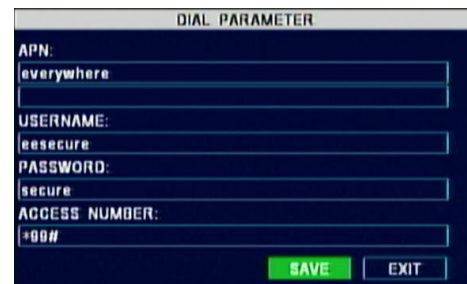 DIAL PARAMETER
APN:
everywhere
USERNAME:
eesecure
PASSWORD:
secure
ACCESS NUMBER:
*99#
SAVE EXIT